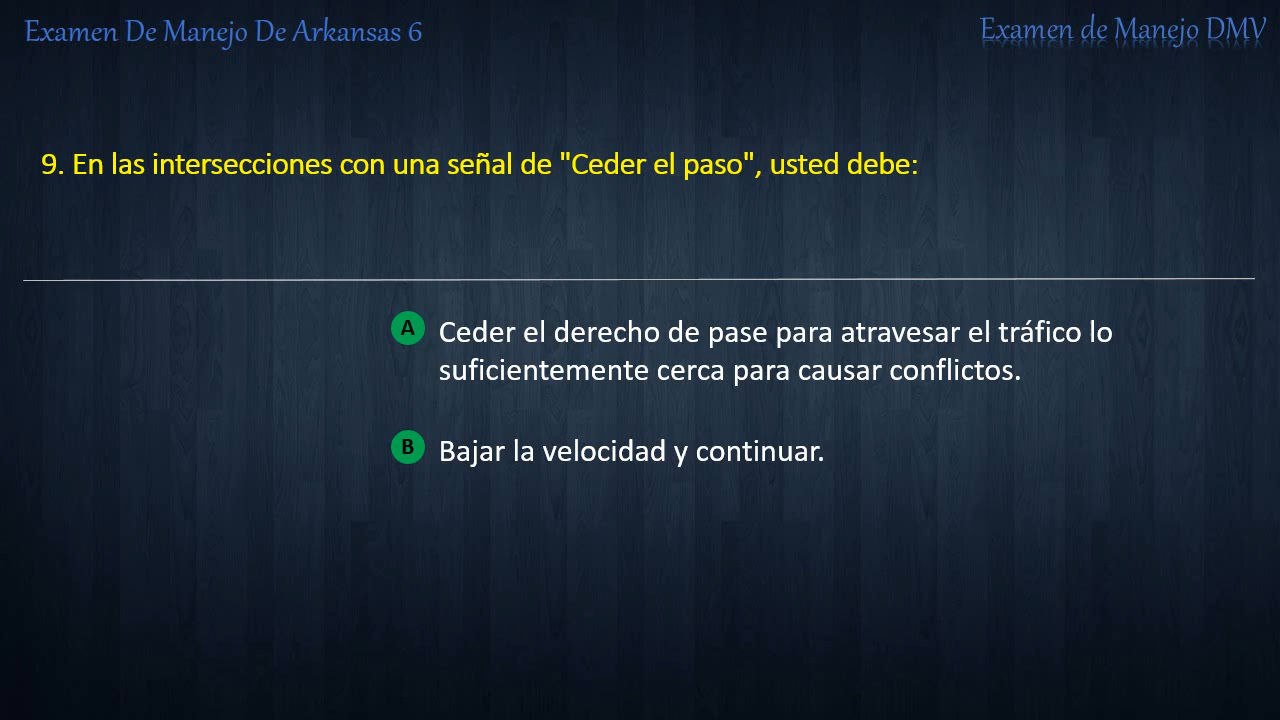 Examen De Manejo De Arkansas 6
Examen de Manejo DMV
9. En las intersecciones con una señal de "Ceder el paso", usted debe:
A Ceder el derecho de pase para atravesar el tráfico lo
suficientemente cerca para causar conflictos.
B Bajar la velocidad y continuar.